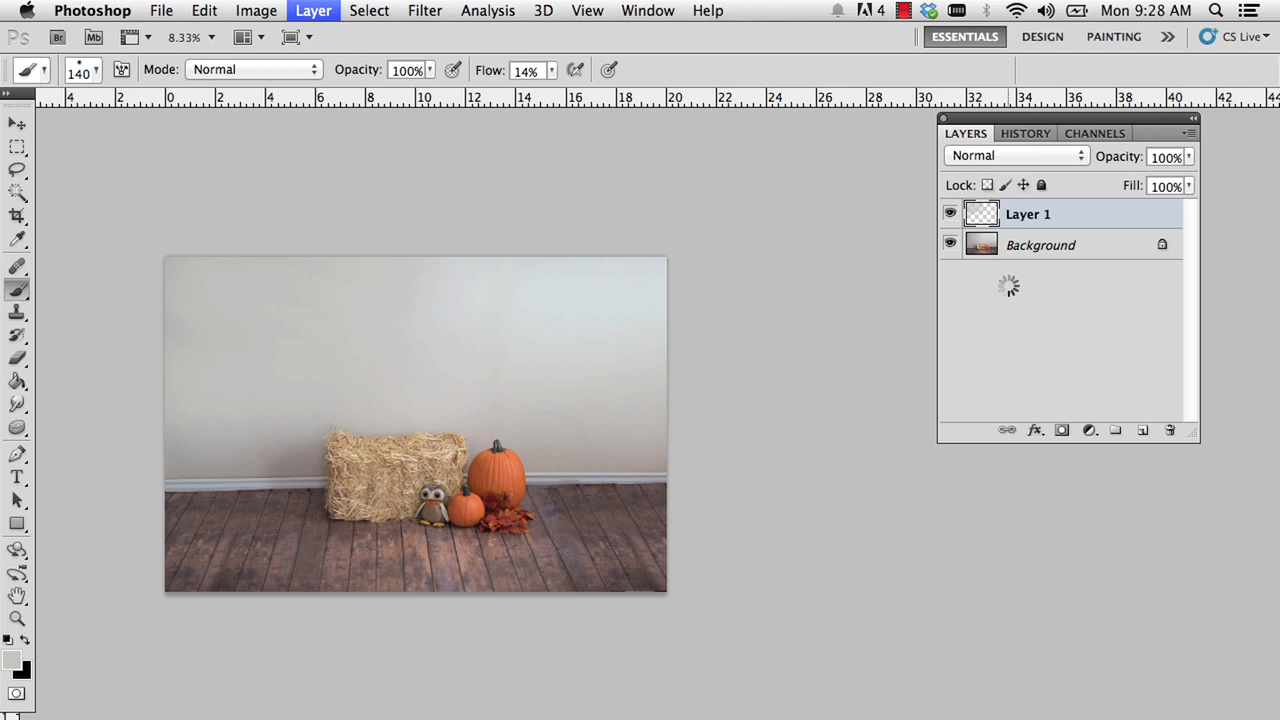 Photoshop File Edit Image Layer Select Filter Analysis 3D View Window Help 4 Mon 9:28 AM
Ps Br Mb 8.33% ESSENTIALS DESIGN PAINTING CS Live
140 Mode: Normal Opacity: 100% Flow: 14%
4 2 0 2 4 6 8 10 12 14 16 18 20 22 24 26 28 30 32 34 36 38 40 42 44
LAYERS HISTORY CHANNELS
Normal Opacity: 100%
Lock: Fill: 100%
Layer 1
Background
fx
T